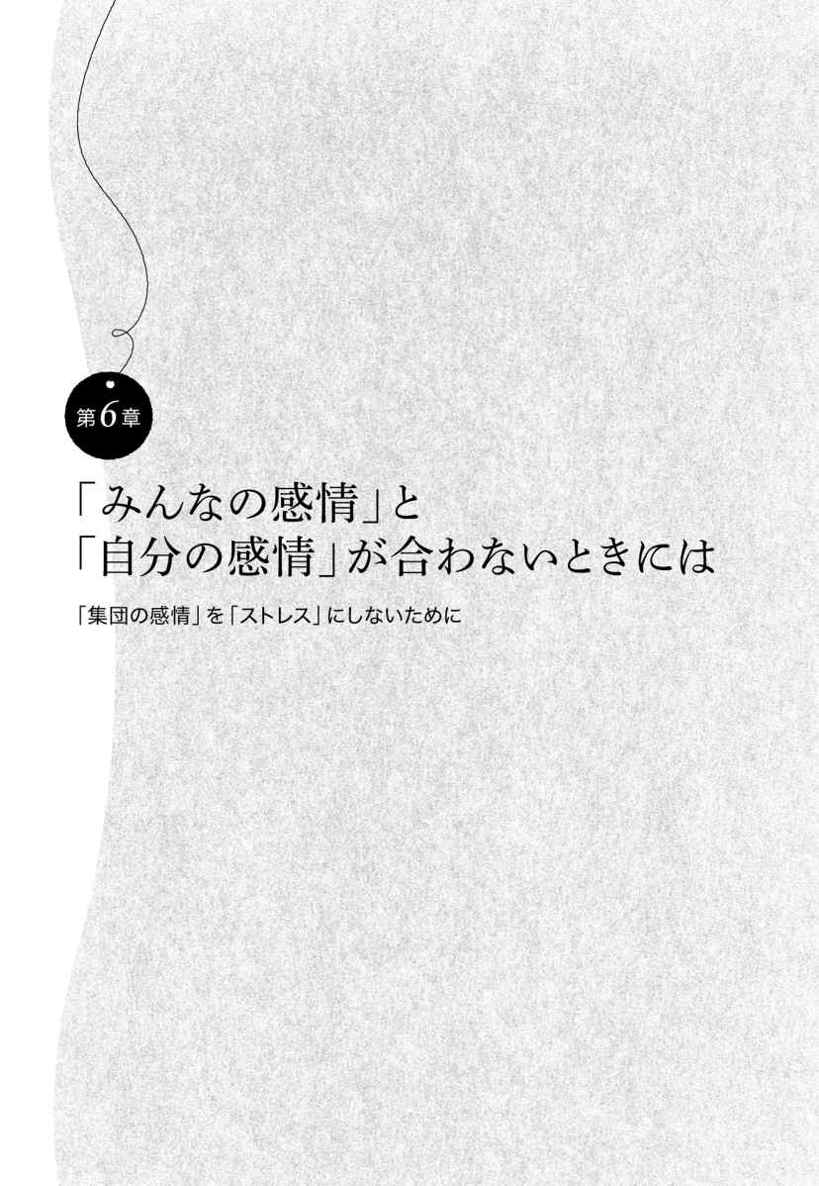 第6章
「みんなの感情」と
「自分の感情」が合わないときには
「集団の感情」を「ストレス」にしないために